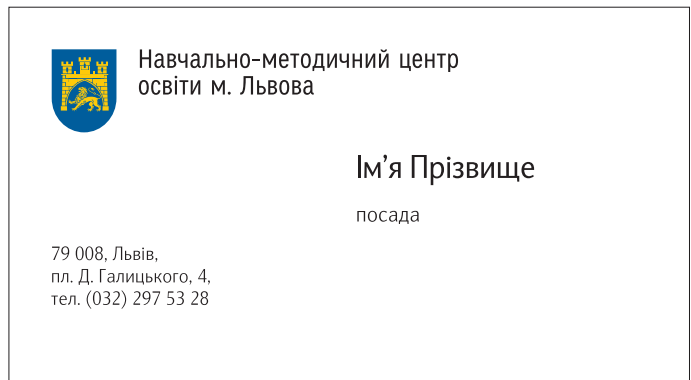 Навчально-методичний центр
освіти м. Львова
Ім’я Прізвище
посада
79 008, Львів,
пл. Д. Галицького, 4,
тел. (032) 297 53 28